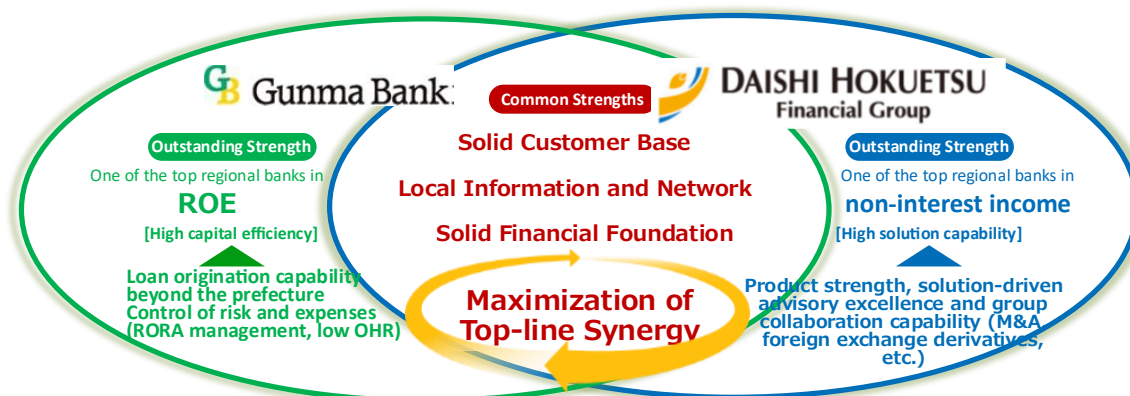 GB Gunma Bank
Outstanding Strength
One of the top regional banks in
ROE
[High capital efficiency]
Loan origination capability
beyond the prefecture
Control of risk and expenses
(RORA management, low OHR)
Common Strengths
Solid Customer Base
Local Information and Network
Solid Financial Foundation
Maximization of
Top-line Synergy
DAISHI HOKUETSU
Financial Group
Outstanding Strength
One of the top regional banks in
non-interest income
[High solution capability]
Product strength, solution-driven
advisory excellence and group
collaboration capability (M&A
foreign exchange derivatives,
etc.)